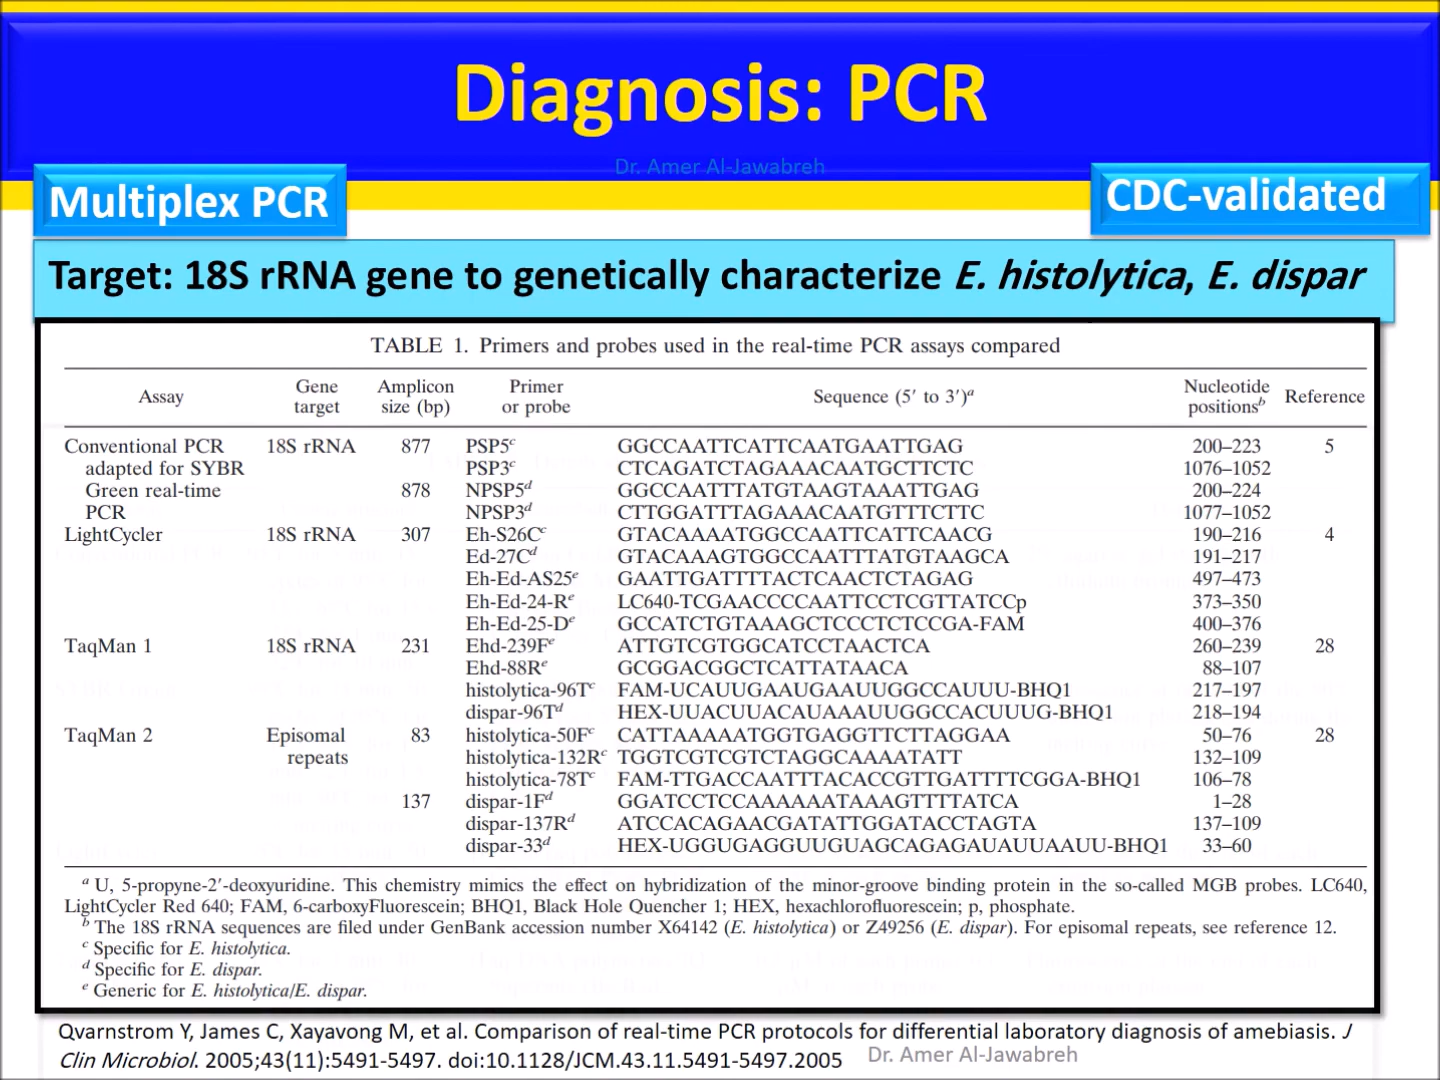 Diagnosis: PCR
Dr. Amer Al-Jawabreh
Multiplex PCR
CDC-validated
Target: 18S rRNA gene to genetically characterize E. histolytica, E. dispar
TABLE 1. Primers and probes used in the real-time PCR assays compared
Assay Gene target Amplicon size (bp) Primer or probe Sequence (5′ to 3′)a Nucleotide positionsb Reference
Conventional PCR 18S rRNA 877 PSP5c GGCCAATTCATTCAATGAATTGAG 200–223 5
adapted for SYBR PSP3c CTCAGATCTAGAAACAATGCTTCTC 1076–1052
Green real-time 878 NPSP5d GGCCAATTTATGTAAGTAAATTGAG 200–224
PCR NPSP3d CTTGGATTTAGAAACAATGTTTCTTC 1077–1052
LightCycler 18S rRNA 307 Eh-S26Cc GTACAAAATGGCCAATTCATTCAACG 190–216 4
Ed-27Cd GTACAAAGTGGCCAATTTATGTAAGCA 191–217
Eh-Ed-AS25e GAATTGATTTTACTCAACTCTAGAG 497–473
Eh-Ed-24-Re LC640-TCGAACCCCAATTCCTCGTTATCCp 373–350
Eh-Ed-25-De GCCATCTGTAAAGCTCCCTCTCCGA-FAM 400–376
TaqMan 1 18S rRNA 231 Ehd-239Fe ATTGTCGTGGCATCCTAACTCA 260–239 28
Ehd-88Re GCGGACGGCTCATTATAACA 88–107
histolytica-96Tc FAM-UCAUUGAAUGAAUUGGCCAUUU-BHQ1 217–197
dispar-96Td HEX-UUACUUACAUAAAUUGGCCACUUUG-BHQ1 218–194
TaqMan 2 Episomal 83 histolytica-50Fc CATTAAAAATGGTGAGGTTCTTAGGAA 50–76 28
repeats histolytica-132Rc TGGTCGTCGTCTAGGCAAAATATT 132–109
histolytica-78Tc FAM-TTGACCAATTTACACCGTTGATTTTCGGA-BHQ1 106–78
137 dispar-1Fd GGATCCTCCAAAAAATAAAGTTTTATCA 1–28
dispar-137Rd ATCCACAGAACGATATTGGATACCTAGTA 137–109
dispar-33d HEX-UGGUGAGGUUGUAGCAGAGAUAUUAAUU-BHQ1 33–60
a U, 5-propyne-2′-deoxyuridine. This chemistry mimics the effect on hybridization of the minor-groove binding protein in the so-called MGB probes. LC640,
LightCycler Red 640; FAM, 6-carboxyFluorescein; BHQ1, Black Hole Quencher 1; HEX, hexachlorofluorescein; p, phosphate.
b The 18S rRNA sequences are filed under GenBank accession number X64142 (E. histolytica) or Z49256 (E. dispar). For episomal repeats, see reference 12.
c Specific for E. histolytica.
d Specific for E. dispar.
e Generic for E. histolytica/E. dispar.
Qvarnstrom Y, James C, Xayavong M, et al. Comparison of real-time PCR protocols for differential laboratory diagnosis of amebiasis. J
Clin Microbiol. 2005;43(11):5491-5497. doi:10.1128/JCM.43.11.5491-5497.2005 Dr. Amer Al-Jawabreh